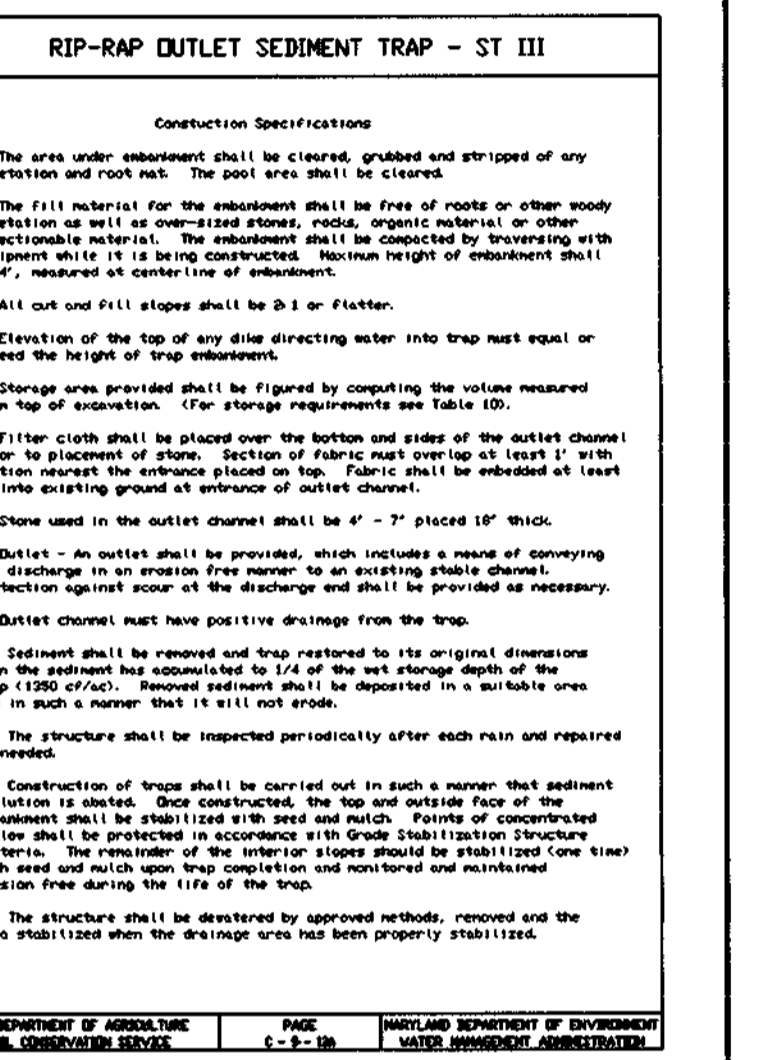 RIP-RAP OUTLET SEDIMENT TRAP - ST III
Constuction Specifications
The area under embankment shall be cleared, grubbed and stripped of any
etation and root mat. The pool area shall be cleared.
The fill material for the embankment shall be free of roots or other woody
etation as well as over-sized stones, rocks, organic material or other
ectionable material. The embankment shall be compacted by traversing with
ipment while it is being constructed. Maximum height of embankment shall
4', measured at centerline of embankment.
All cut and fill slopes shall be 2:1 or flatter.
Elevation of the top of any dike directing water into trap must equal or
eed the height of trap embankment.
Storage area provided shall be figured by computing the volume measured
n top of excavation. (For storage requirements see Table 10).
Filter cloth shall be placed over the bottom and sides of the outlet channel
or to placement of stone. Section of fabric must overlap at least 1' with
tion nearest the entrance placed on top. Fabric shall be embedded at least
into existing ground at entrance of outlet channel.
Stone used in the outlet channel shall be 4" - 7" placed 18" thick.
Outlet - An outlet shall be provided, which includes a means of conveying
discharge in an erosion free manner to an existing stable channel.
tection against scour at the discharge end shall be provided as necessary.
Outlet channel must have positive drainage from the trap.
Sediment shall be removed and trap restored to its original dimensions
n the sediment has accumulated to 1/4 of the wet storage depth of the
p (1350 cf/ac). Removed sediment shall be deposited in a suitable area
in such a manner that it will not erode.
The structure shall be inspected periodically after each rain and repaired
needed.
Construction of traps shall be carried out in such a manner that sediment
lution is abated. Once constructed, the top and outside face of the
ankment shall be stabilized with seed and mulch. Points of concentrated
low shall be protected in accordance with Grade Stabilization Structure
teria. The remainder of the interior slopes should be stabilized (one time)
h seed and mulch upon trap completion and monitored and maintained
sion free during the life of the trap.
The structure shall be dewatered by approved methods, removed and the
a stabilized when the drainage area has been properly stabilized.
DEPARTMENT OF AGRICULTURE
L CONSERVATION SERVICE
PAGE
C - 9 - 12A
MARYLAND DEPARTMENT OF ENVIRONMENT
WATER MANAGEMENT ADMINISTRATION